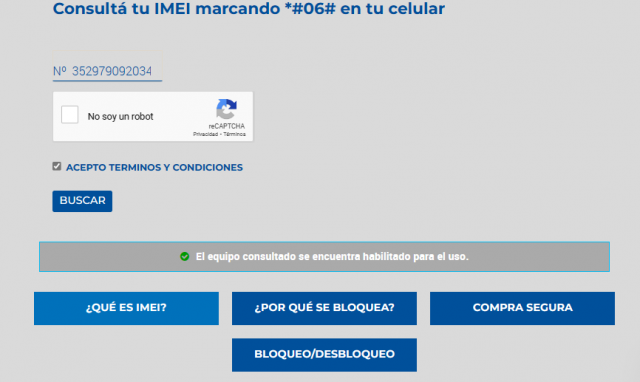 Consultá tu IMEI marcando *#06# en tu celular
Nº 352979092034
No soy un robot
reCAPTCHA
Privacidad - Términos
ACEPTO TERMINOS Y CONDICIONES
BUSCAR
El equipo consultado se encuentra habilitado para el uso.
¿QUÉ ES IMEI?
¿POR QUÉ SE BLOQUEA?
COMPRA SEGURA
BLOQUEO/DESBLOQUEO